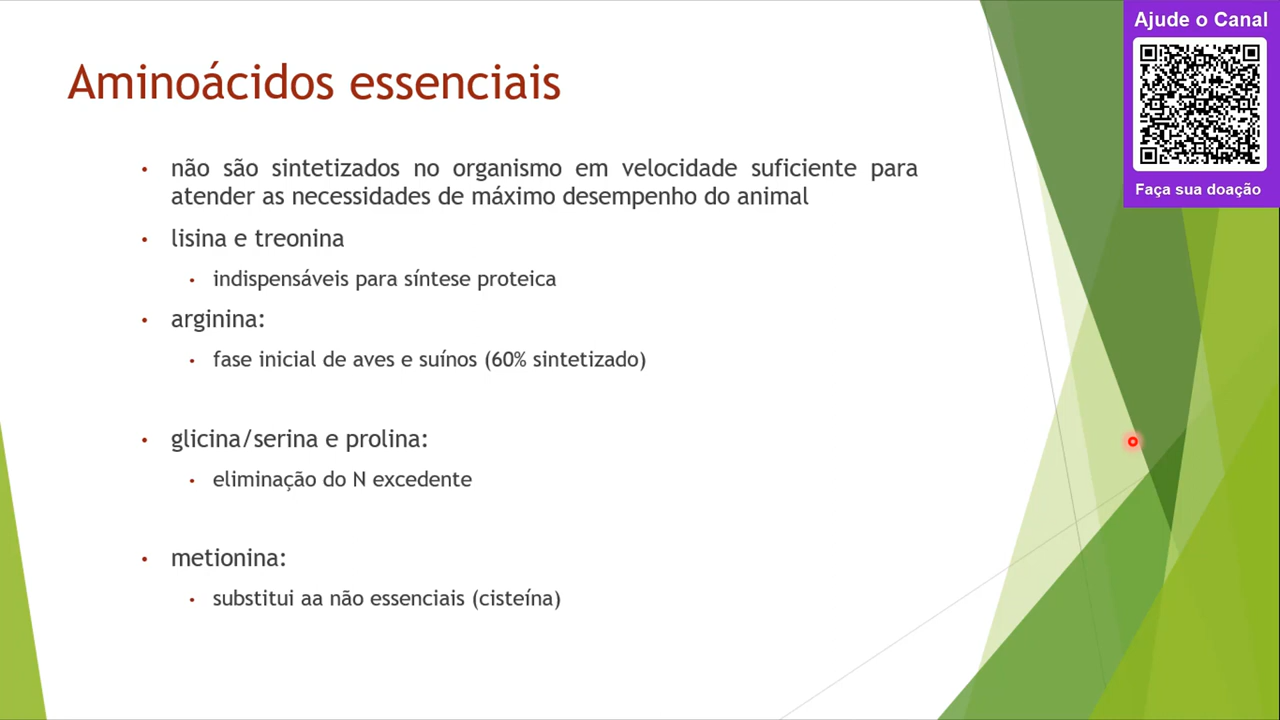 Aminoácidos essenciais
• não são sintetizados no organismo em velocidade suficiente para
atender as necessidades de máximo desempenho do animal
• lisina e treonina
• indispensáveis para síntese proteica
• arginina:
• fase inicial de aves e suínos (60% sintetizado)
• glicina/serina e prolina:
• eliminação do N excedente
• metionina:
• substitui aa não essenciais (cisteína)
Ajude o Canal
Faça sua doação